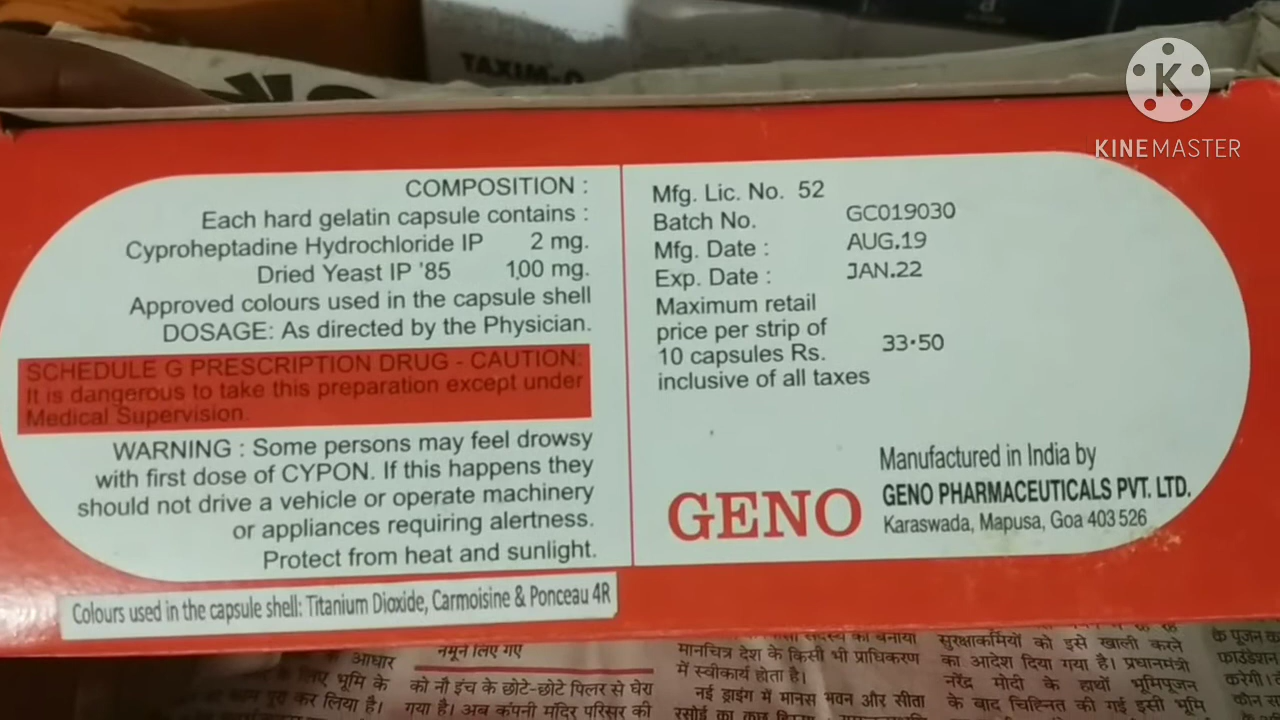 TAXIM-O
K
KINEMASTER
COMPOSITION :
Each hard gelatin capsule contains :
Cyproheptadine Hydrochloride IP 2 mg.
Dried Yeast IP '85 100 mg.
Approved colours used in the capsule shell
DOSAGE: As directed by the Physician.
SCHEDULE G PRESCRIPTION DRUG - CAUTION:
It is dangerous to take this preparation except under
Medical Supervision.
WARNING : Some persons may feel drowsy
with first dose of CYPON. If this happens they
should not drive a vehicle or operate machinery
or appliances requiring alertness.
Protect from heat and sunlight.
Colours used in the capsule shell: Titanium Dioxide, Carmoisine & Ponceau 4R
Mfg. Lic. No. 52
Batch No. GC019030
Mfg. Date : AUG.19
Exp. Date : JAN.22
Maximum retail
price per strip of
10 capsules Rs. 33.50
inclusive of all taxes
GENO
Manufactured in India by
GENO PHARMACEUTICALS PVT. LTD.
Karaswada, Mapusa, Goa 403 526
आधार
लिए भूमि के
पूरा कर लिया है।
नमूने लिए गए
को नौ इंच के छोटे-छोटे पिलर से घेरा
गया है। अब कंपनी मंदिर परिसर की
मानचित्र देश के किसी भी प्राधिकरण
में स्वीकार्य होता है।
नई ड्राइंग में मानस भवन और सीता
सुरक्षाकर्मियों को इसे खाली करने
का आदेश दिया गया है। प्रधानमंत्री
नरेंद्र मोदी के हाथों भूमिपूजन
के बाद चिह्नित की गई इसी भूमि
के पूजन
फाउंडेशन
करेगी।